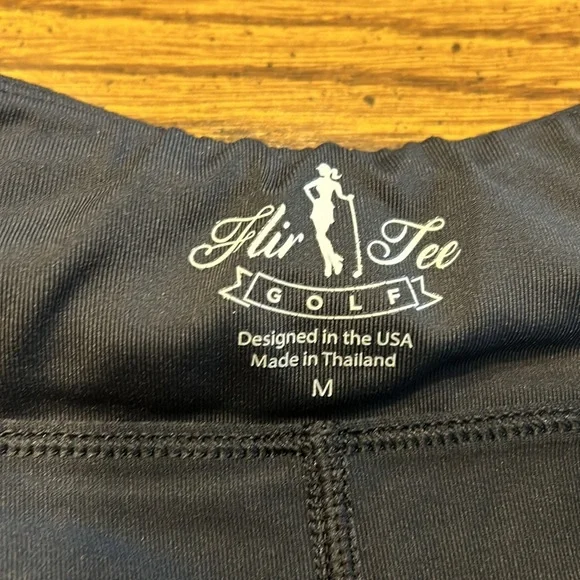 Flir Tee
GOLF
Designed in the USA
Made in Thailand
M